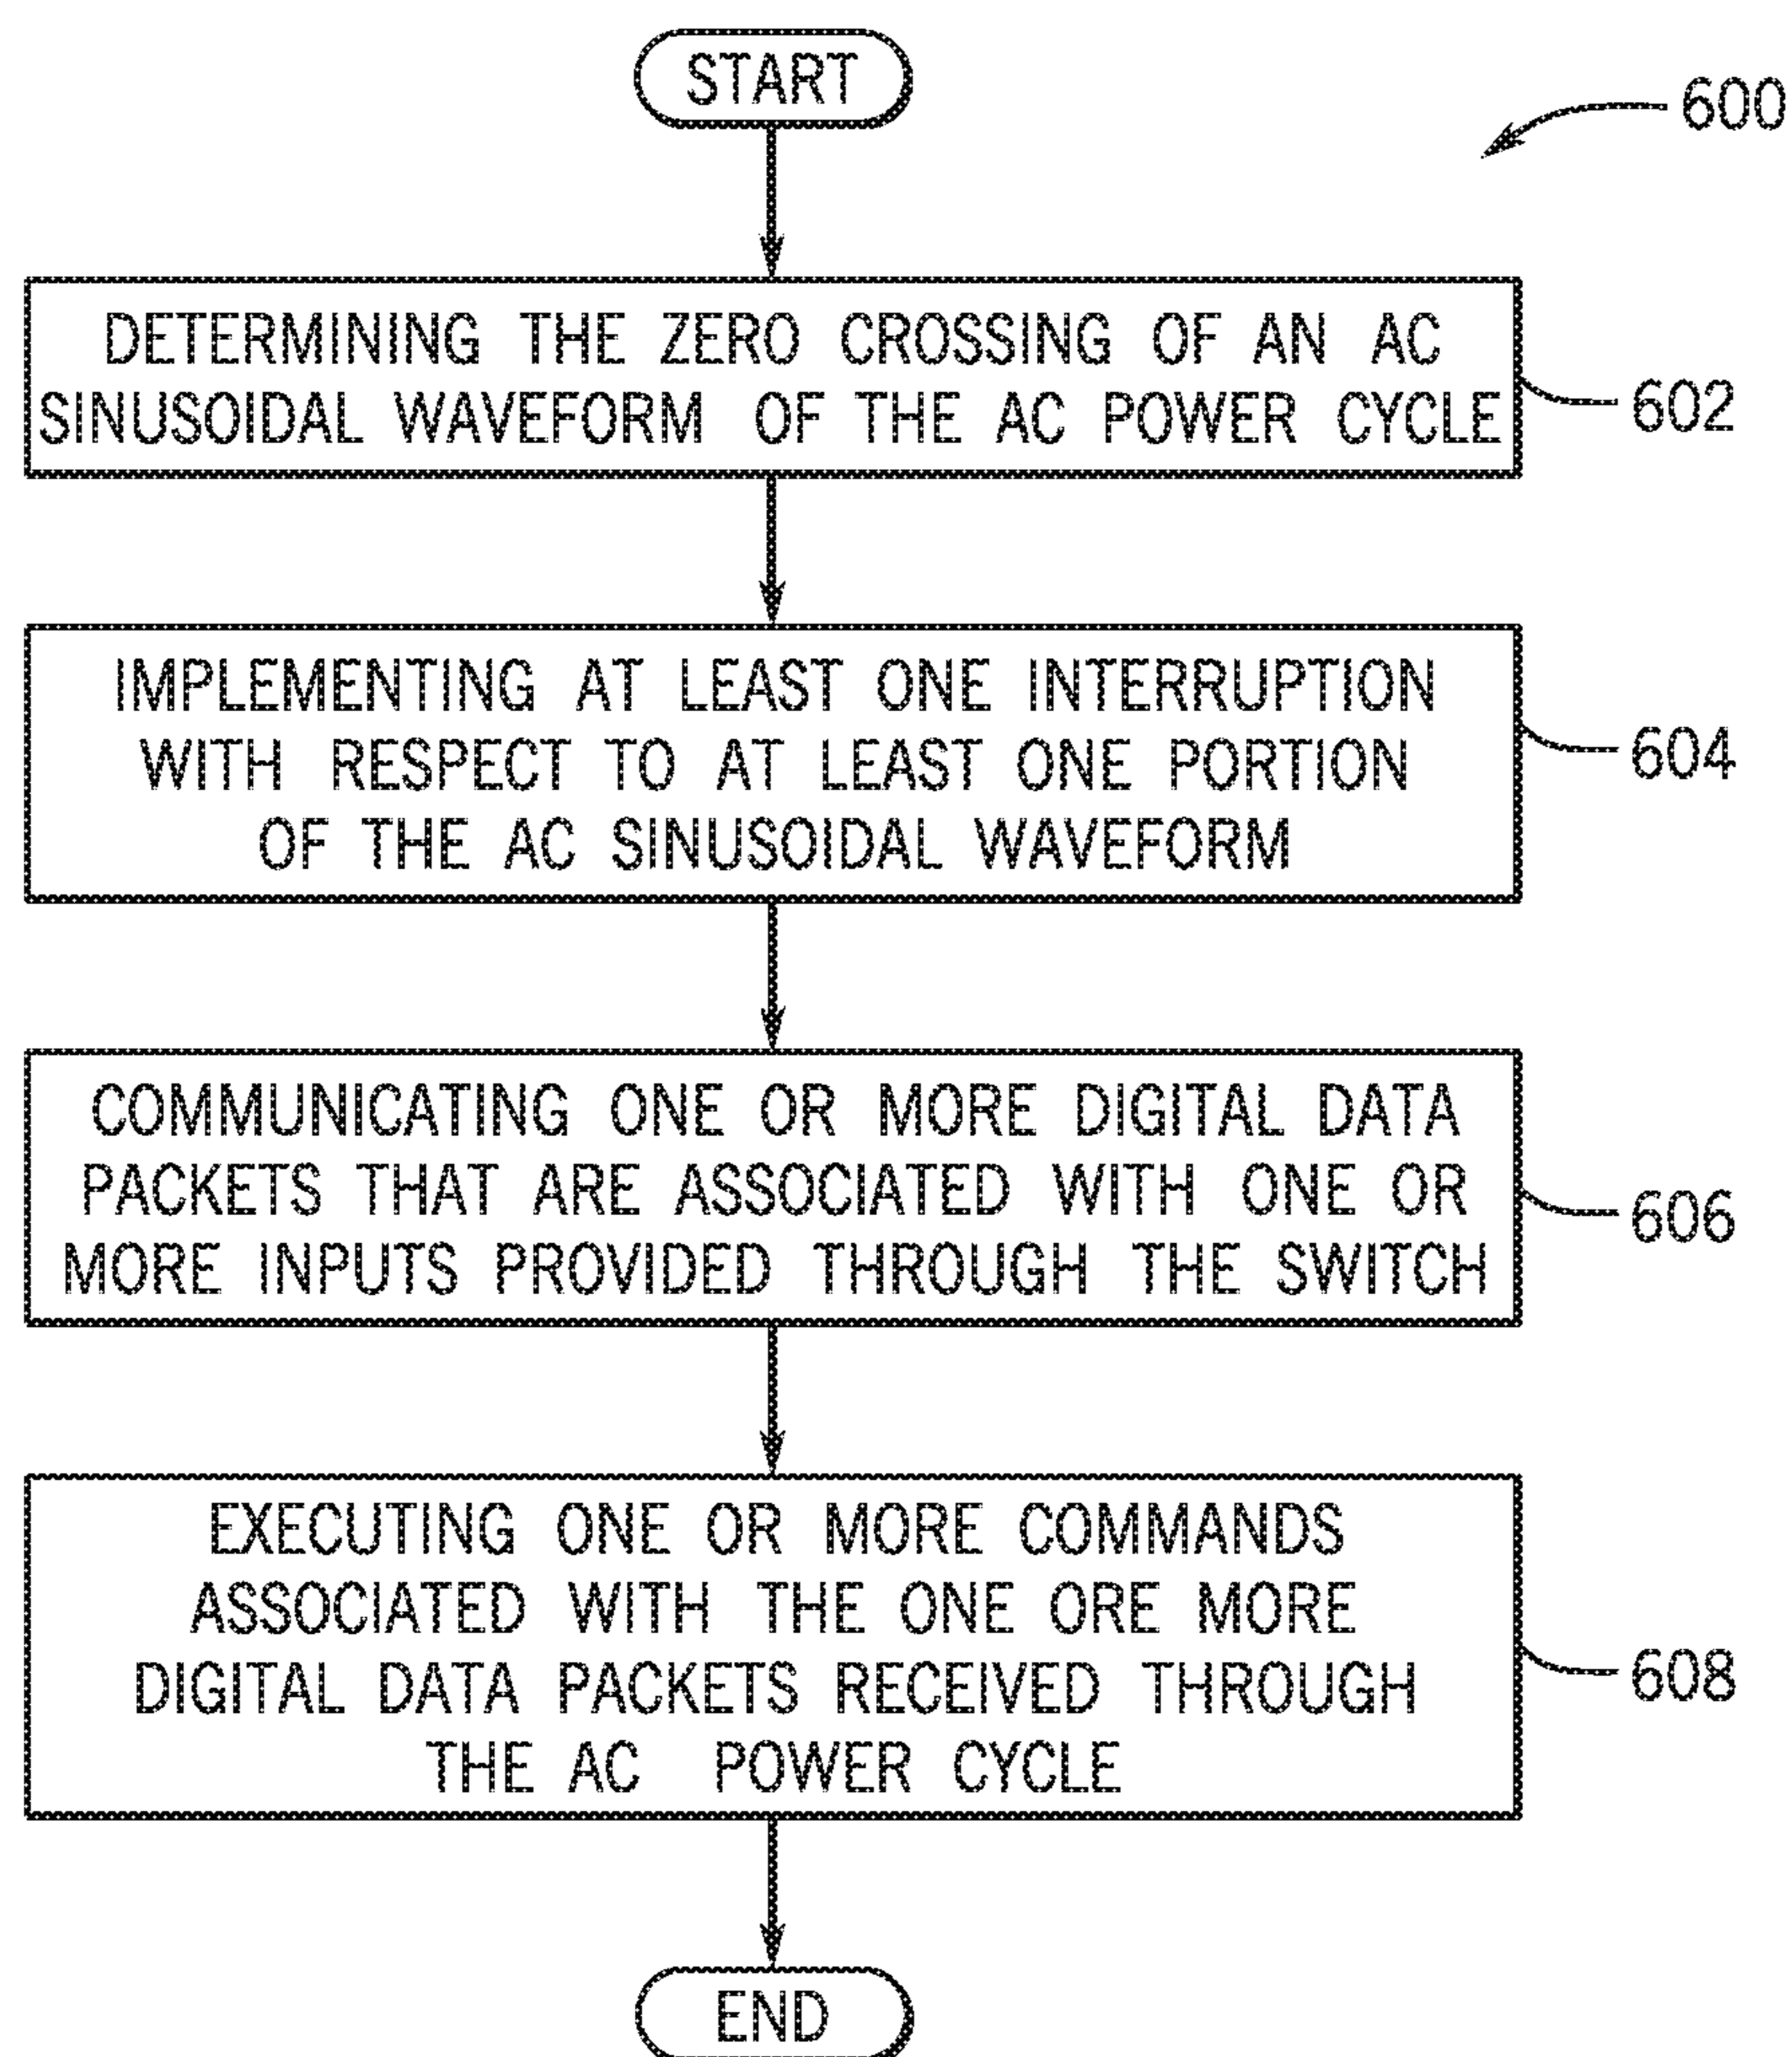 START
600
DETERMINING THE ZERO CROSSING OF AN AC
SINUSOIDAL WAVEFORM OF THE AC POWER CYCLE
602
IMPLEMENTING AT LEAST ONE INTERRUPTION
WITH RESPECT TO AT LEAST ONE PORTION
OF THE AC SINUSOIDAL WAVEFORM
604
COMMUNICATING ONE OR MORE DIGITAL DATA
PACKETS THAT ARE ASSOCIATED WITH ONE OR
MORE INPUTS PROVIDED THROUGH THE SWITCH
606
EXECUTING ONE OR MORE COMMANDS
ASSOCIATED WITH THE ONE ORE MORE
DIGITAL DATA PACKETS RECEIVED THROUGH
THE AC POWER CYCLE
608
END